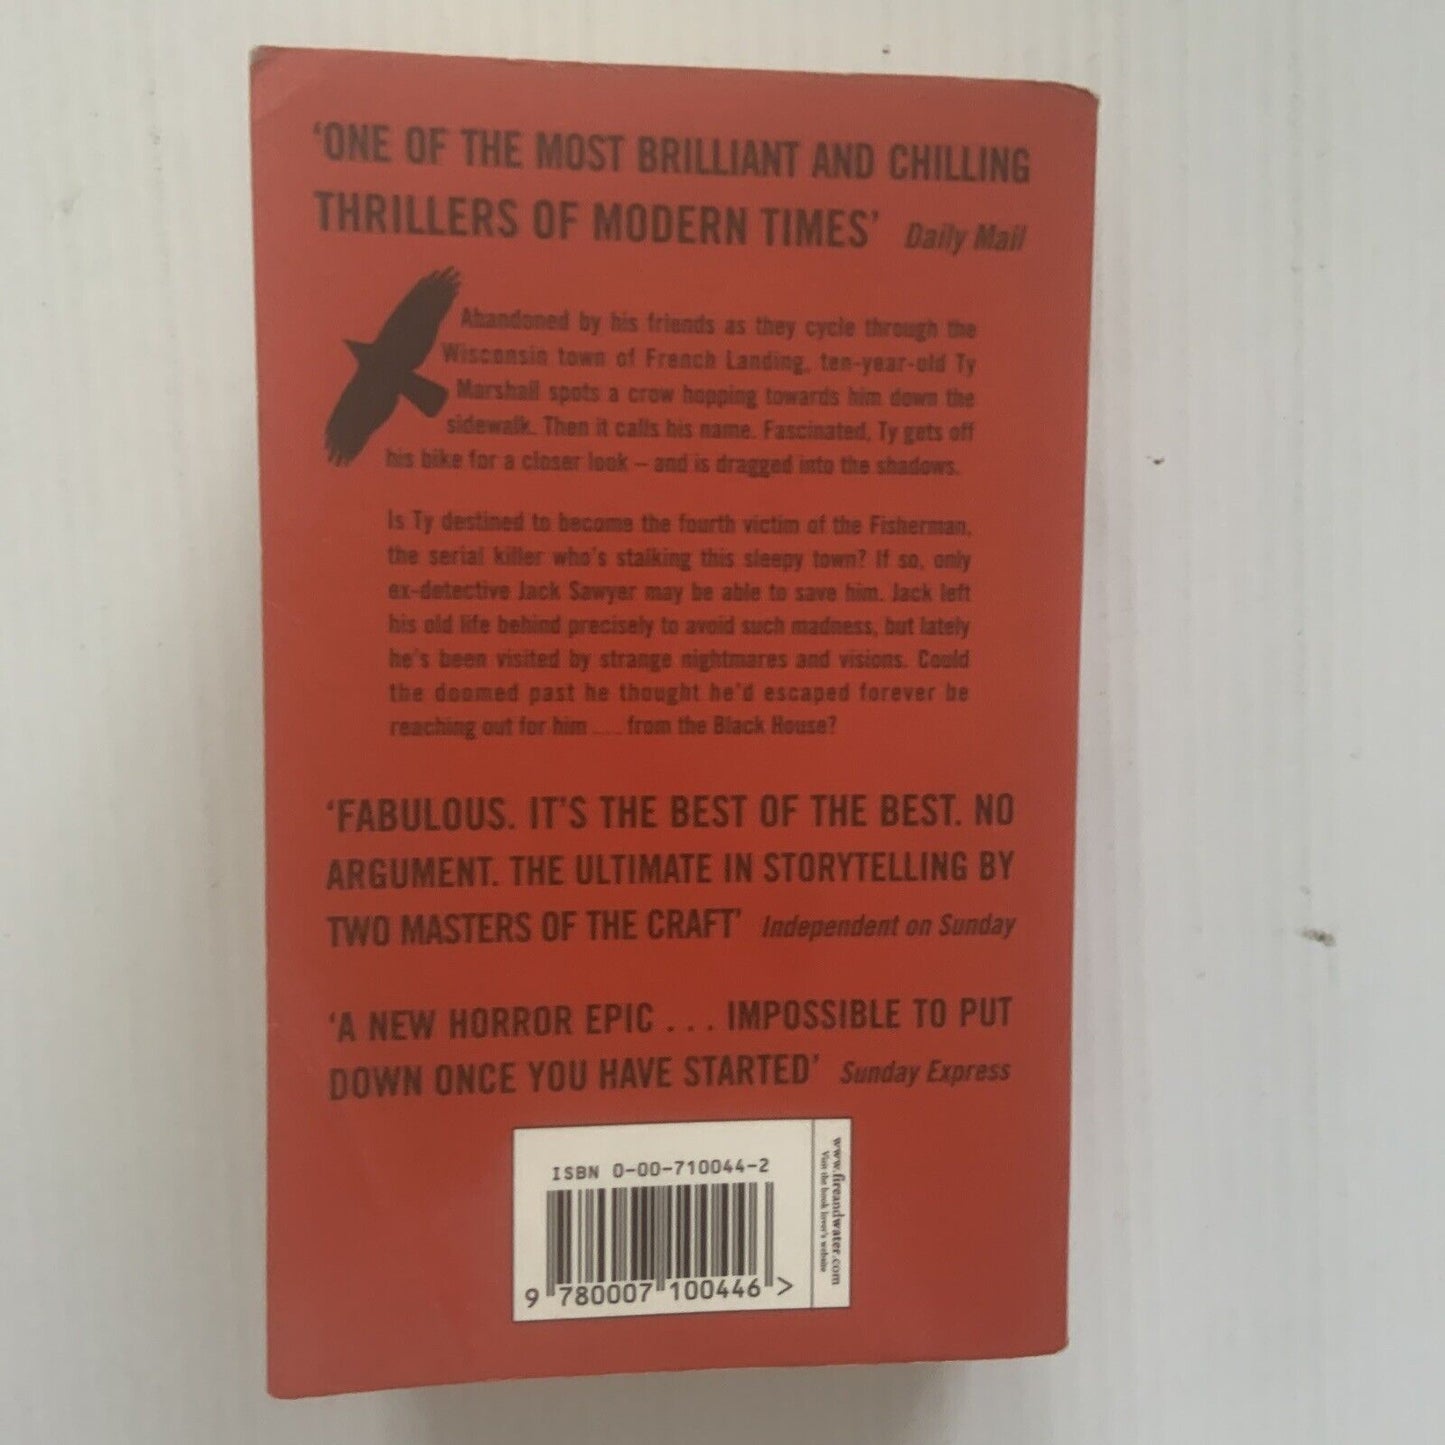 ‘ONE OF THE MOST BRILLIANT AND CHILLING
THRILLERS OF MODERN TIMES’ Daily Mail
Abandoned by his friends as they cycle through the
Wisconsin town of French Landing, ten-year-old Ty
Marshall spots a crow hopping towards him down the
sidewalk. Then it calls his name. Fascinated, Ty gets off
his bike for a closer look – and is dragged into the shadows.
Is Ty destined to become the fourth victim of the Fisherman,
the serial killer who’s stalking this sleepy town? If so, only
ex-detective Jack Sawyer may be able to save him. Jack left
his old life behind precisely to avoid such madness, but lately
he’s been visited by strange nightmares and visions. Could
the doomed past he thought he’d escaped forever be
reaching out for him .... from the Black House?
‘FABULOUS. IT’S THE BEST OF THE BEST. NO
ARGUMENT. THE ULTIMATE IN STORYTELLING BY
TWO MASTERS OF THE CRAFT’ Independent on Sunday
‘A NEW HORROR EPIC . . . IMPOSSIBLE TO PUT
DOWN ONCE YOU HAVE STARTED’ Sunday Express
ISBN 0-00-710044-2
9 780007 100446 >
www.fireandwater.com
Visit the book lover's website